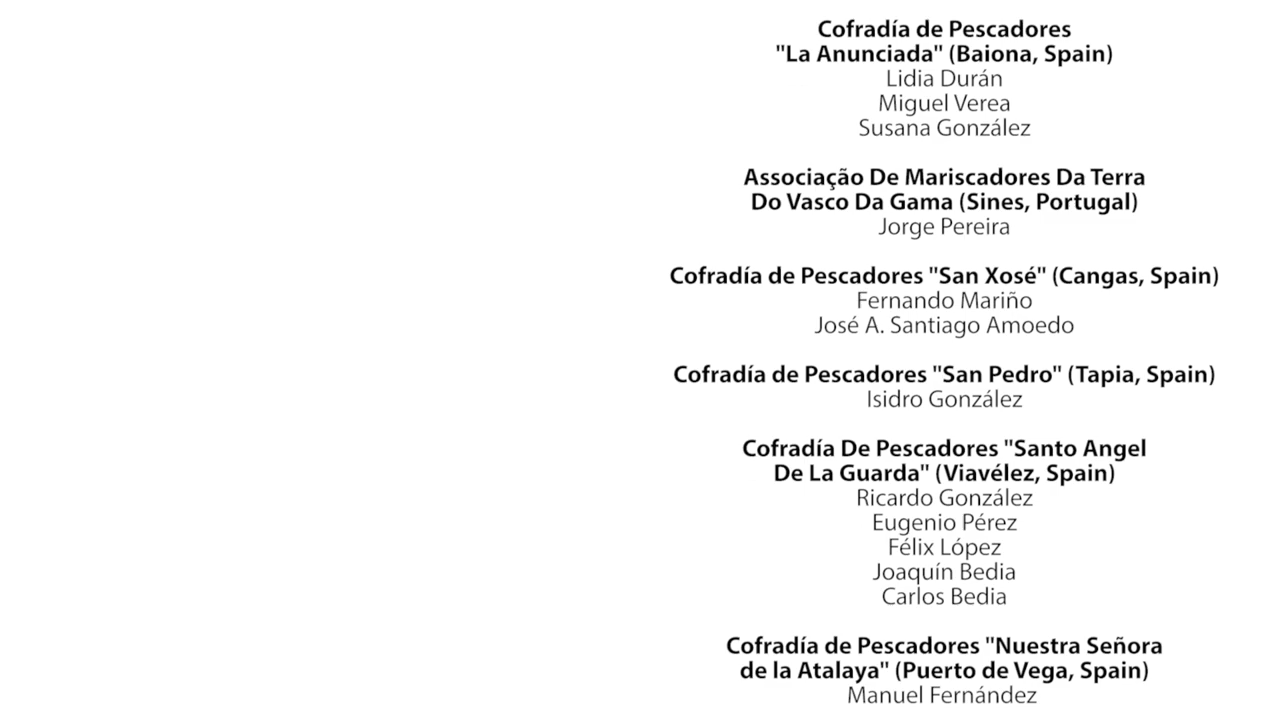 Cofradía de Pescadores
"La Anunciada" (Baiona, Spain)
Lidia Durán
Miguel Verea
Susana González
Associação De Mariscadores Da Terra
Do Vasco Da Gama (Sines, Portugal)
Jorge Pereira
Cofradía de Pescadores "San Xosé" (Cangas, Spain)
Fernando Mariño
José A. Santiago Amoedo
Cofradía de Pescadores "San Pedro" (Tapia, Spain)
Isidro González
Cofradía De Pescadores "Santo Angel
De La Guarda" (Viavélez, Spain)
Ricardo González
Eugenio Pérez
Félix López
Joaquín Bedia
Carlos Bedia
Cofradía de Pescadores "Nuestra Señora
de la Atalaya" (Puerto de Vega, Spain)
Manuel Fernández